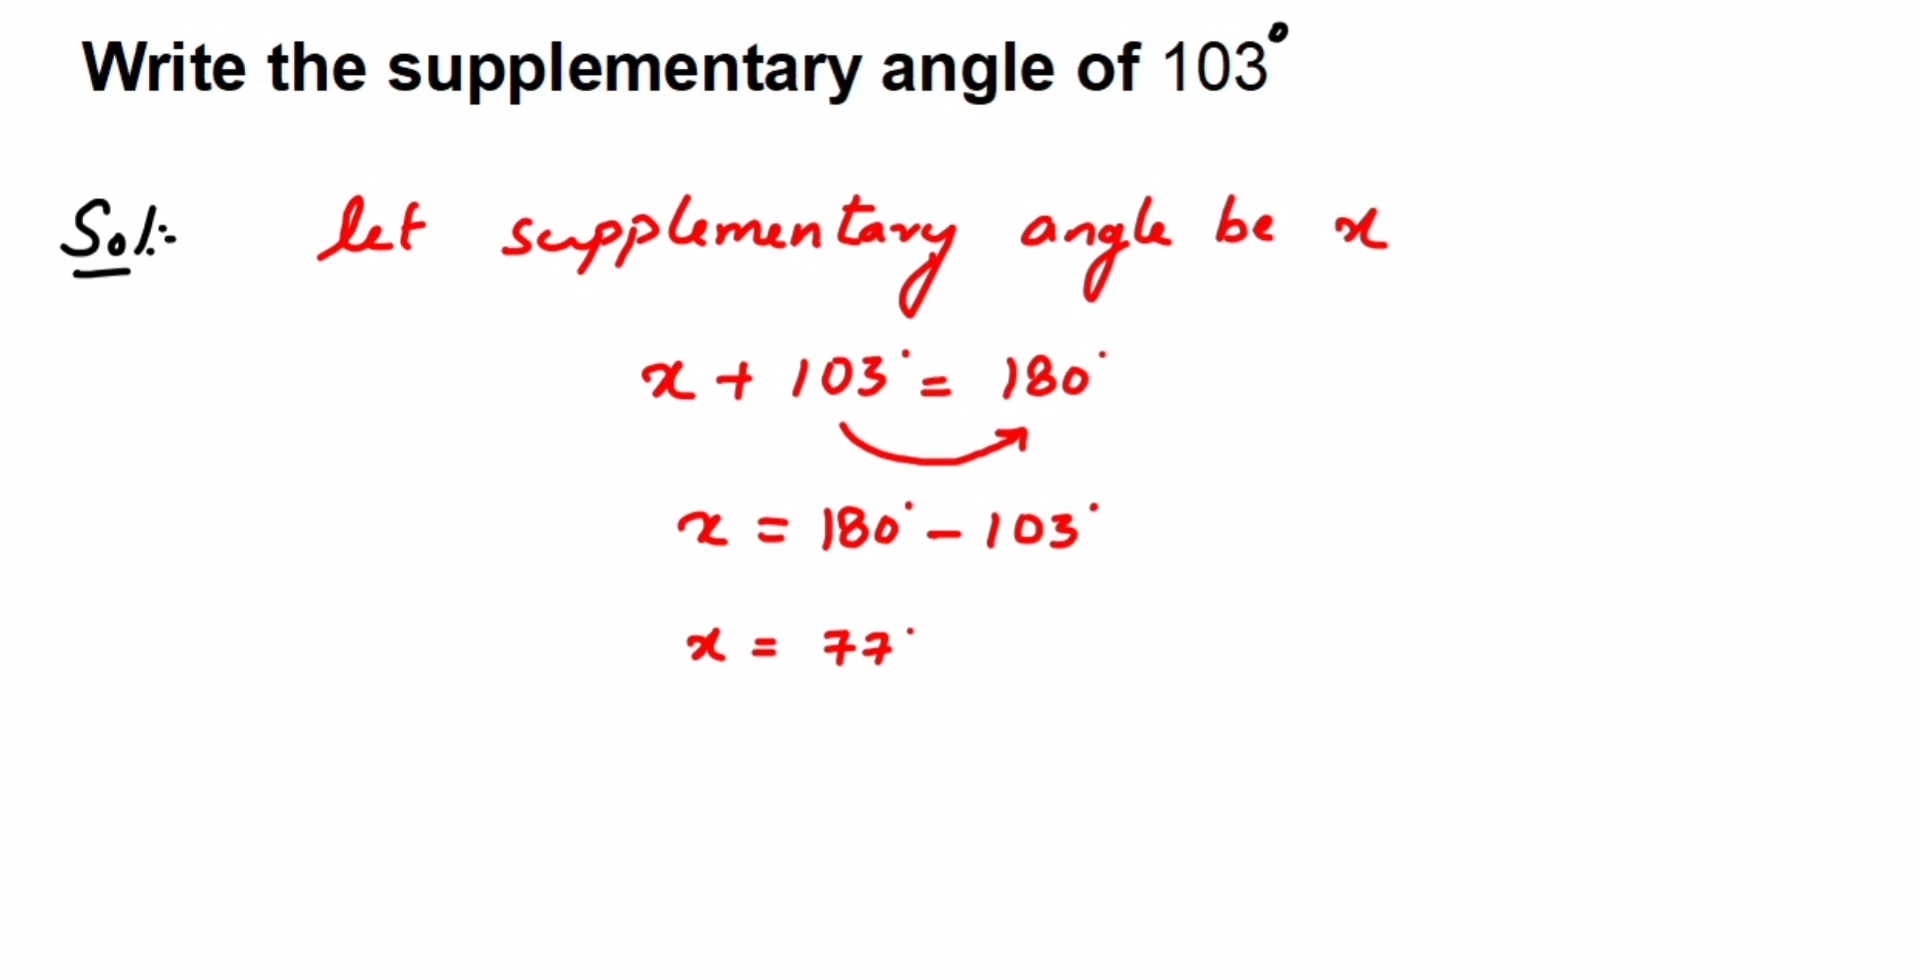 Write the supplementary angle of 103°
Sol:- let supplementary angle be x
x + 103° = 180°
x = 180° - 103°
x = 77°